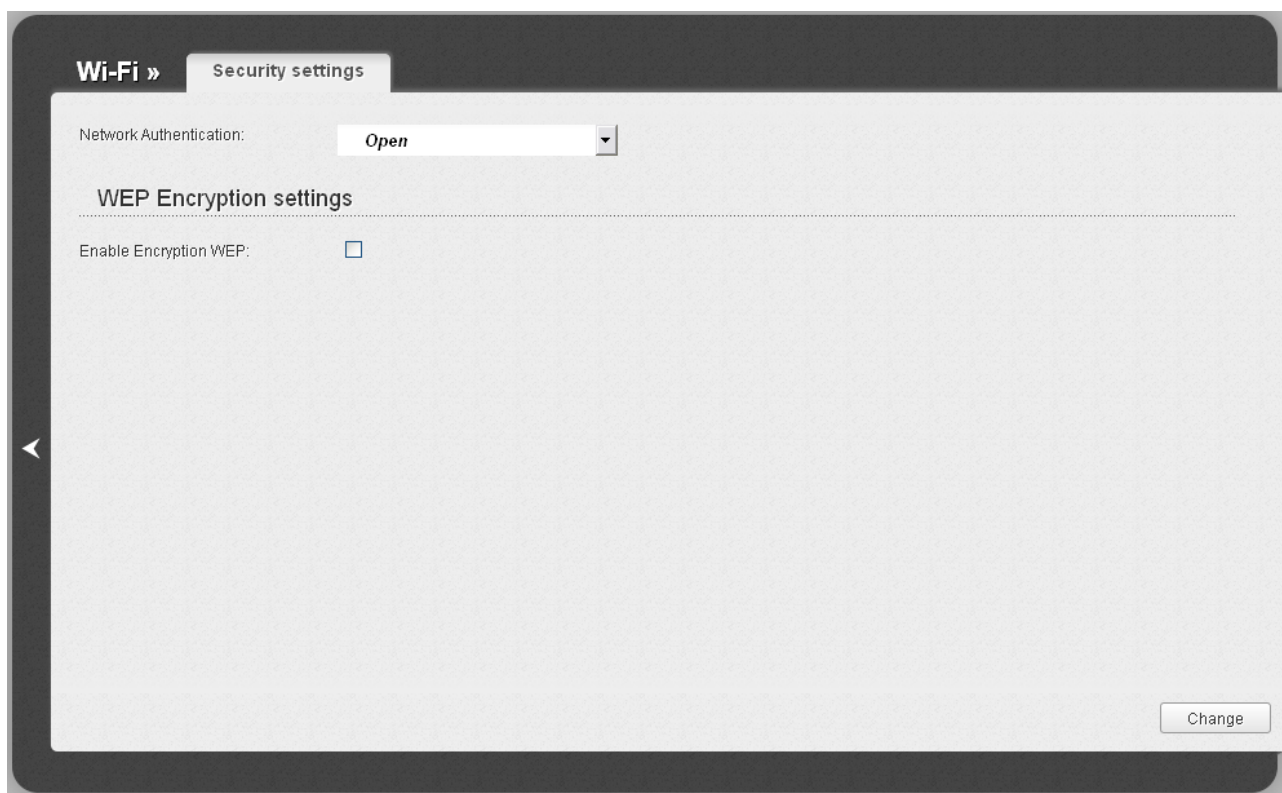 Wi-Fi » Security settings
Network Authentication: Open
WEP Encryption settings
Enable Encryption WEP:
Change